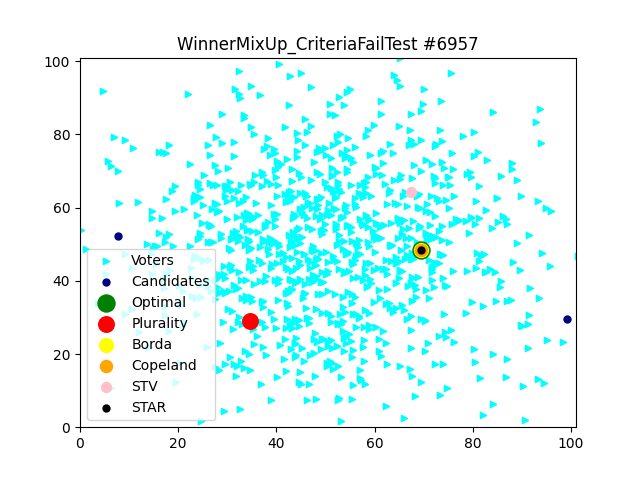 WinnerMixUp_CriteriaFailTest #6957
100
80
60
40
20
0
0 20 40 60 80 100
Voters
Candidates
Optimal
Plurality
Borda
Copeland
STV
STAR